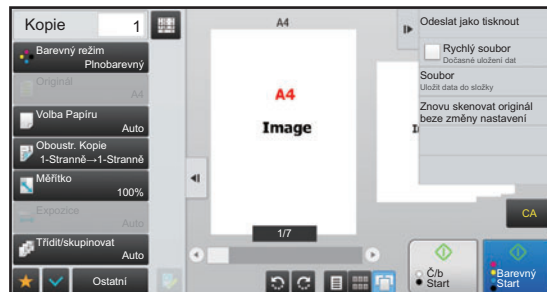 Kopie 1
Barevný režim
Plnobarevný
Originál
A4
Volba Papíru
Auto
Oboustr. Kopie
1-Stranně→1-Stranně
Měřítko
100%
Expozice
Auto
Třídit/skupinovat
Auto
Ostatní
A4
A4
Image
1/7
Odeslat jako tisknout
Rychlý soubor
Dočasné uložení dat
Soubor
Uložit data do složky
Znovu skenovat originál
beze změny nastavení
CA
Č/b
Start
Barevný
Start